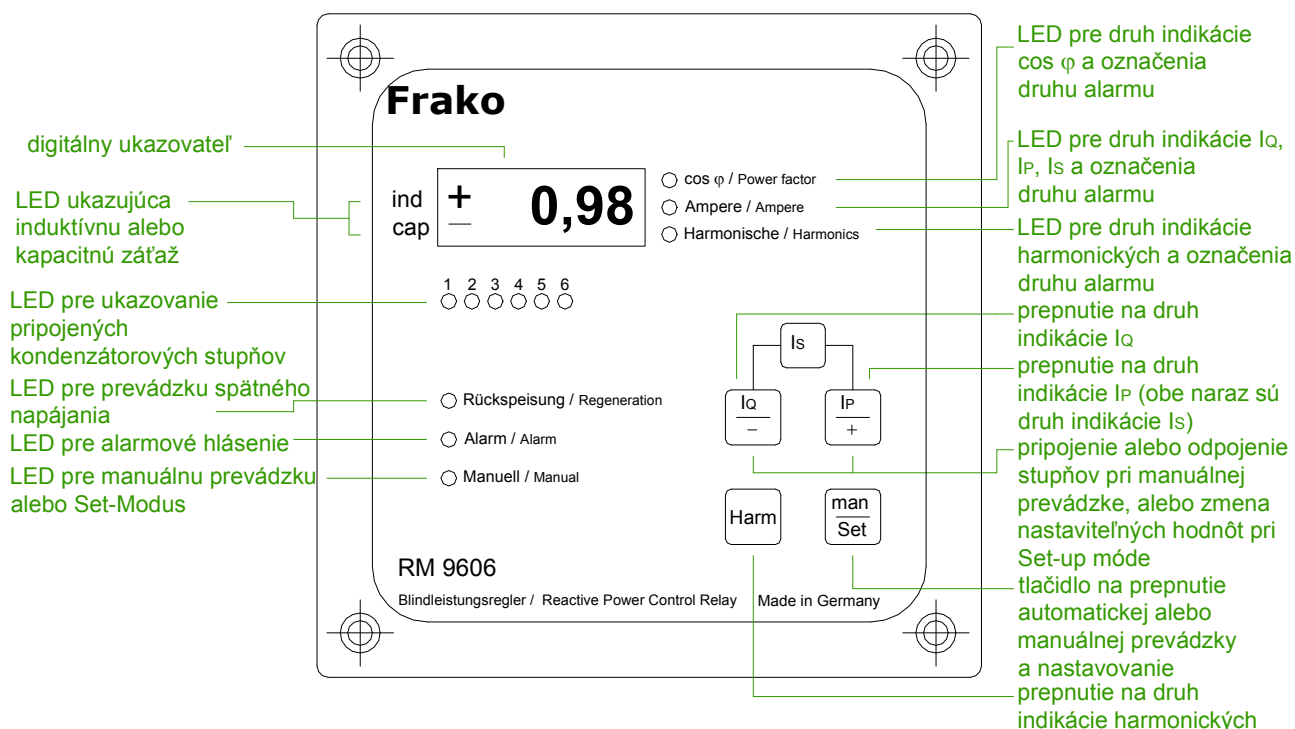 digitálny ukazovateľ
LED ukazujúca
induktívnu alebo
kapacitnú záťaž
LED pre ukazovanie
pripojených
kondenzátorových stupňov
LED pre prevádzku spätného
napájania
LED pre alarmové hlásenie
LED pre manuálnu prevádzku
alebo Set-Modus
Frako
ind
cap
+
−
0,98
cos φ / Power factor
Ampere / Ampere
Harmonische / Harmonics
1 2 3 4 5 6
Rückspeisung / Regeneration
Alarm / Alarm
Manuell / Manual
IS
IQ
−
IP
+
Harm
man
Set
RM 9606
Blindleistungsregler / Reactive Power Control Relay Made in Germany
LED pre druh indikácie
cos φ a označenia
druhu alarmu
LED pre druh indikácie IQ,
IP, IS a označenia
druhu alarmu
LED pre druh indikácie
harmonických a označenia
druhu alarmu
prepnutie na druh
indikácie IQ
prepnutie na druh
indikácie IP (obe naraz sú
druh indikácie IS)
pripojenie alebo odpojenie
stupňov pri manuálnej
prevádzke, alebo zmena
nastaviteľných hodnôt pri
Set-up móde
tlačidlo na prepnutie
automatickej alebo
manuálnej prevádzky
a nastavovanie
prepnutie na druh
indikácie harmonických